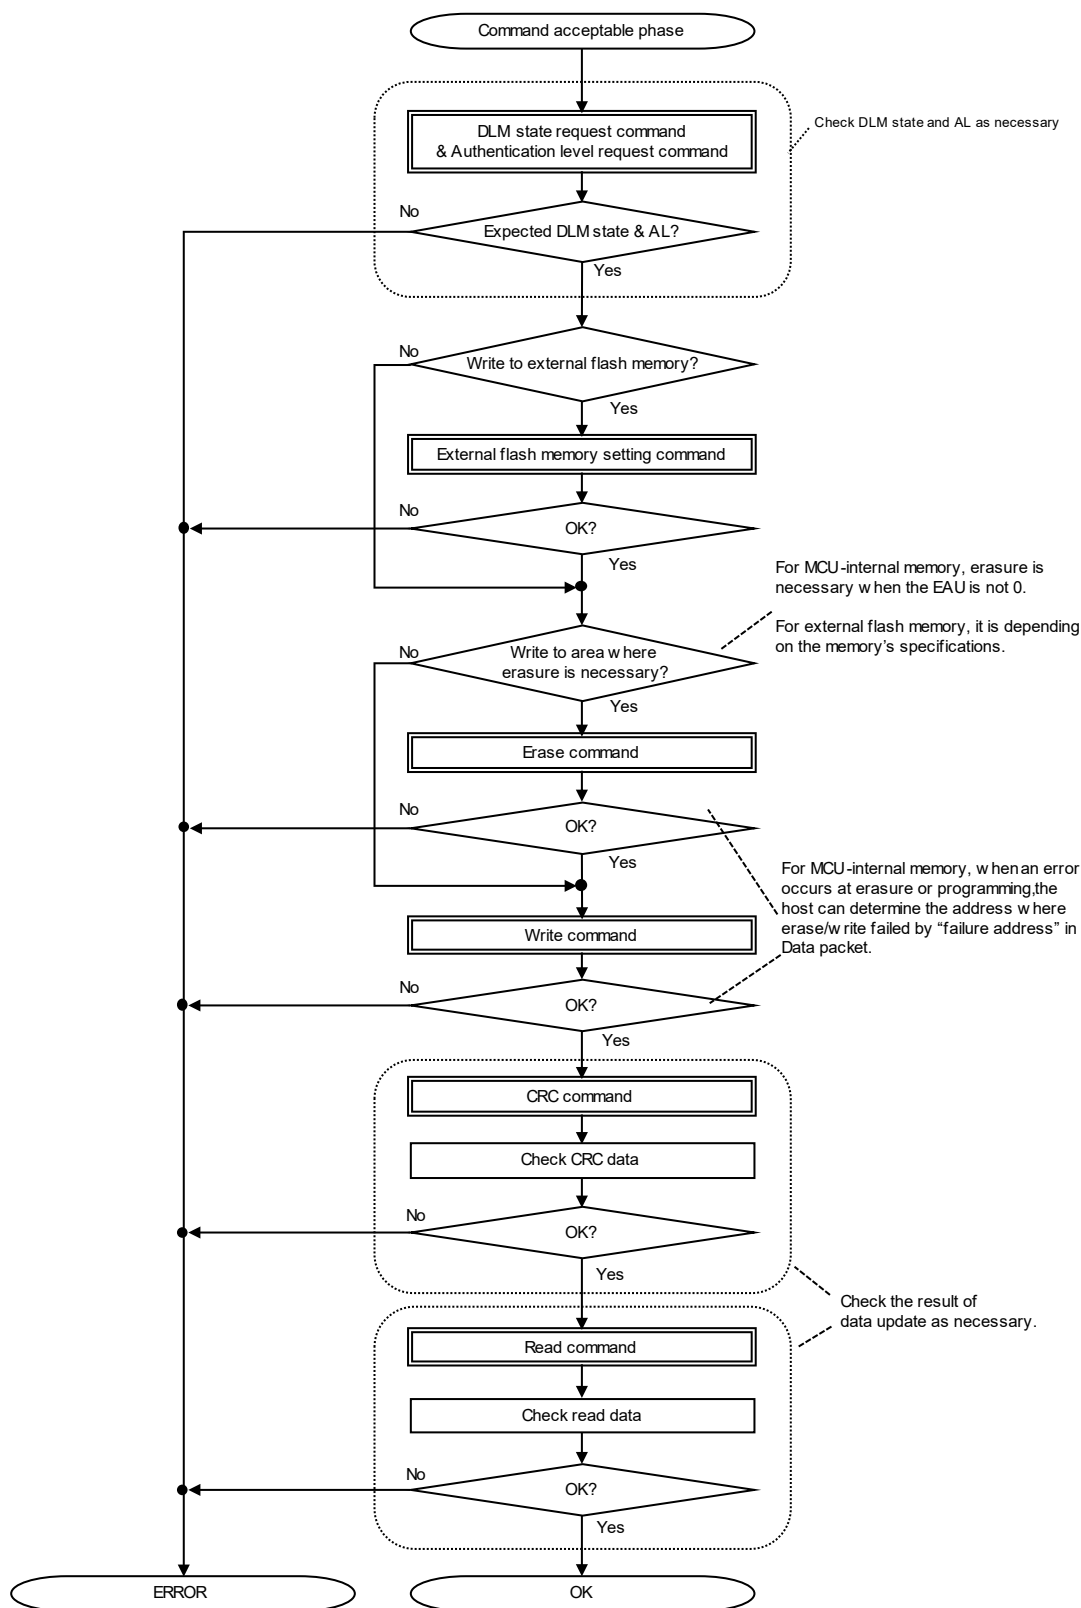 Command acceptable phase
DLM state request command
& Authentication level request command
Check DLM state and AL as necessary
No
Expected DLM state & AL?
Yes
No
Write to external flash memory?
Yes
External flash memory setting command
No
OK?
Yes
For MCU-internal memory, erasure is
necessary when the EAU is not 0.
For external flash memory, it is depending
on the memory's specifications.
No
Write to area where
erasure is necessary?
Yes
Erase command
No
OK?
Yes
For MCU-internal memory, when an error
occurs at erasure or programming,the
host can determine the address where
erase/write failed by “failure address” in
Data packet.
Write command
No
OK?
Yes
CRC command
Check CRC data
No
OK?
Yes
Check the result of
data update as necessary.
Read command
Check read data
No
OK?
Yes
ERROR
OK